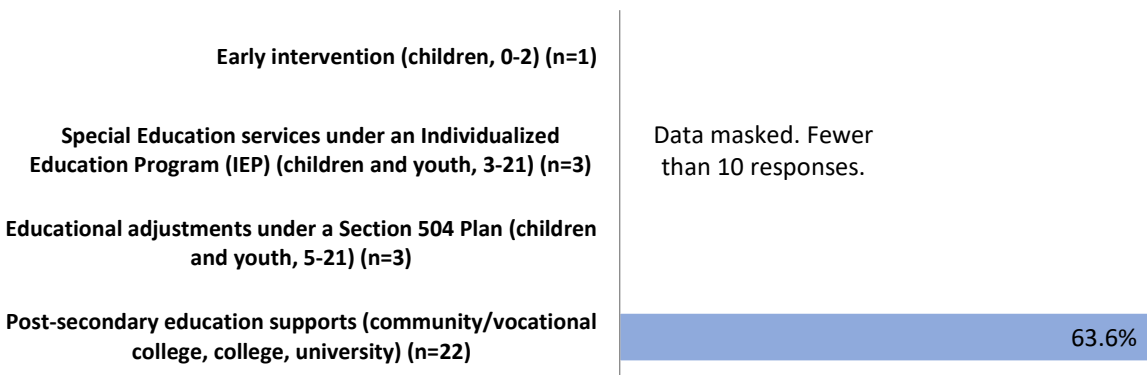 Early intervention (children, 0-2) (n=1)
Special Education services under an Individualized
Education Program (IEP) (children and youth, 3-21) (n=3)
Data masked. Fewer
than 10 responses.
Educational adjustments under a Section 504 Plan (children
and youth, 5-21) (n=3)
Post-secondary education supports (community/vocational
college, college, university) (n=22)
63.6%